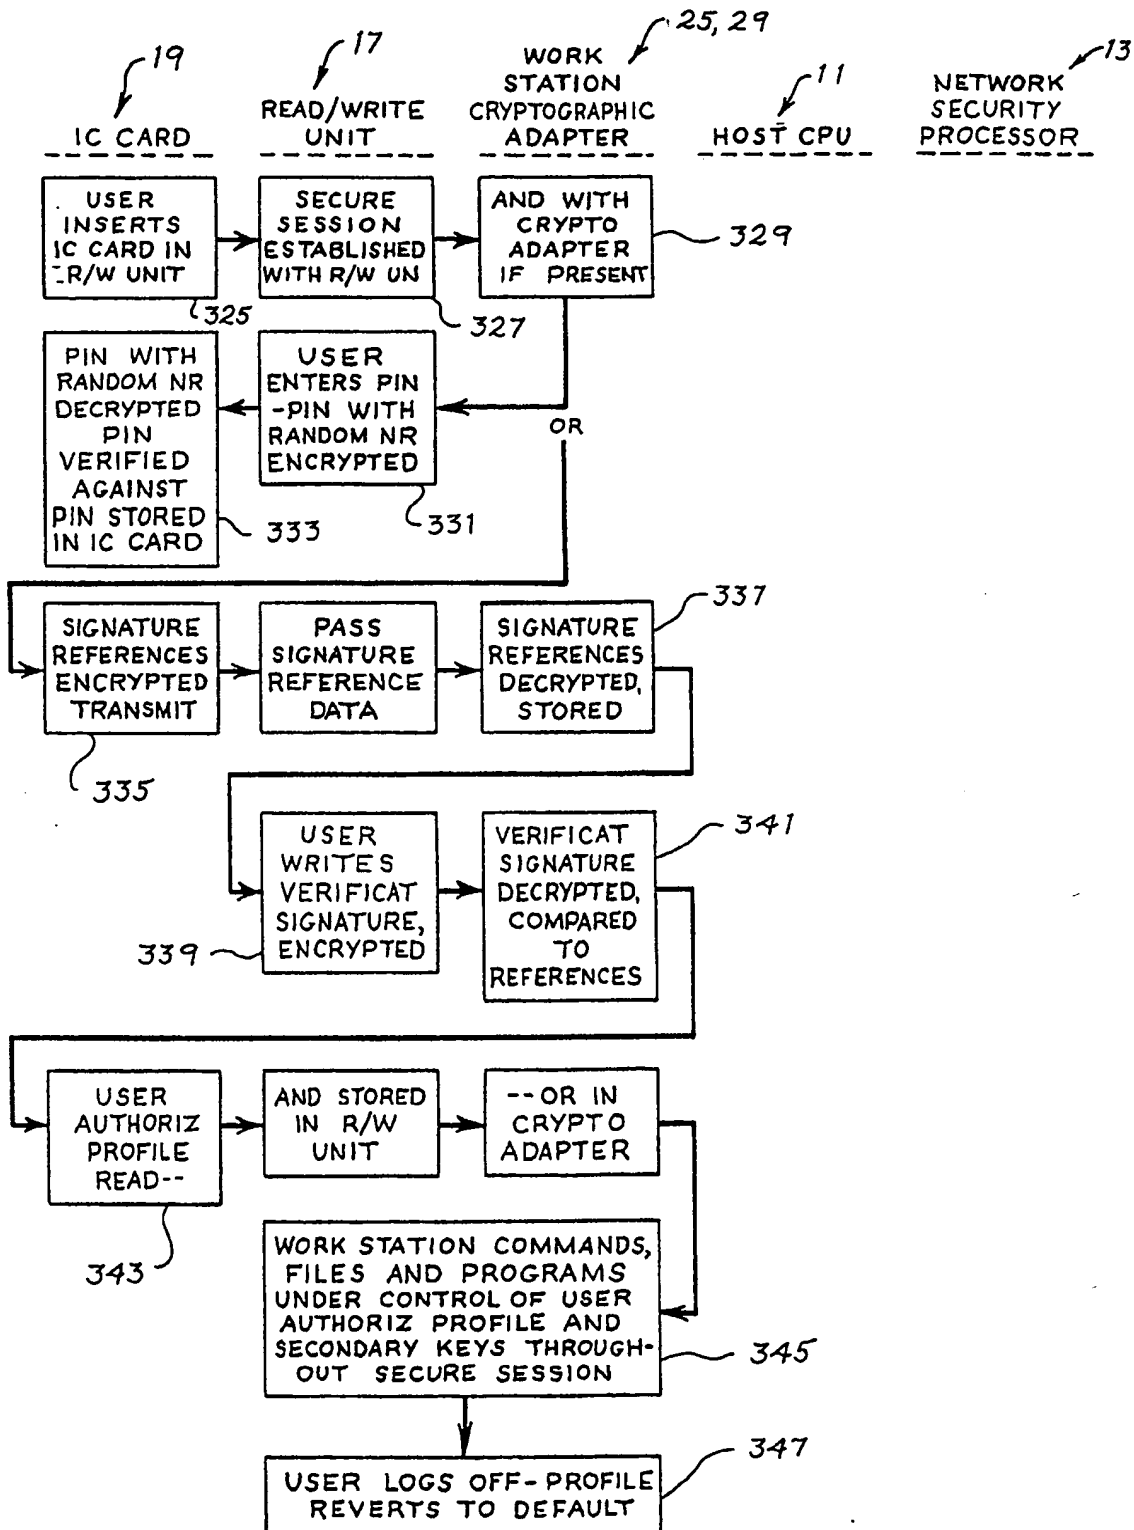 19
IC CARD
17
READ/WRITE
UNIT
25, 29
WORK
STATION
CRYPTOGRAPHIC
ADAPTER
11
HOST CPU
13
NETWORK
SECURITY
PROCESSOR
USER
INSERTS
IC CARD IN
R/W UNIT
325
SECURE
SESSION
ESTABLISHED
WITH R/W UN
327
AND WITH
CRYPTO
ADAPTER
IF PRESENT
329
PIN WITH
RANDOM NR
DECRYPTED
PIN
VERIFIED
AGAINST
PIN STORED
IN IC CARD
333
USER
ENTERS PIN
-PIN WITH
RANDOM NR
ENCRYPTED
331
OR
SIGNATURE
REFERENCES
ENCRYPTED
TRANSMIT
335
PASS
SIGNATURE
REFERENCE
DATA
SIGNATURE
REFERENCES
DECRYPTED,
STORED
337
USER
WRITES
VERIFICAT
SIGNATURE,
ENCRYPTED
339
VERIFICAT
SIGNATURE
DECRYPTED,
COMPARED
TO
REFERENCES
341
USER
AUTHORIZ
PROFILE
READ--
343
AND STORED
IN R/W
UNIT
--OR IN
CRYPTO
ADAPTER
WORK STATION COMMANDS,
FILES AND PROGRAMS
UNDER CONTROL OF USER
AUTHORIZ PROFILE AND
SECONDARY KEYS THROUGH-
OUT SECURE SESSION
345
USER LOGS OFF-PROFILE
REVERTS TO DEFAULT
347